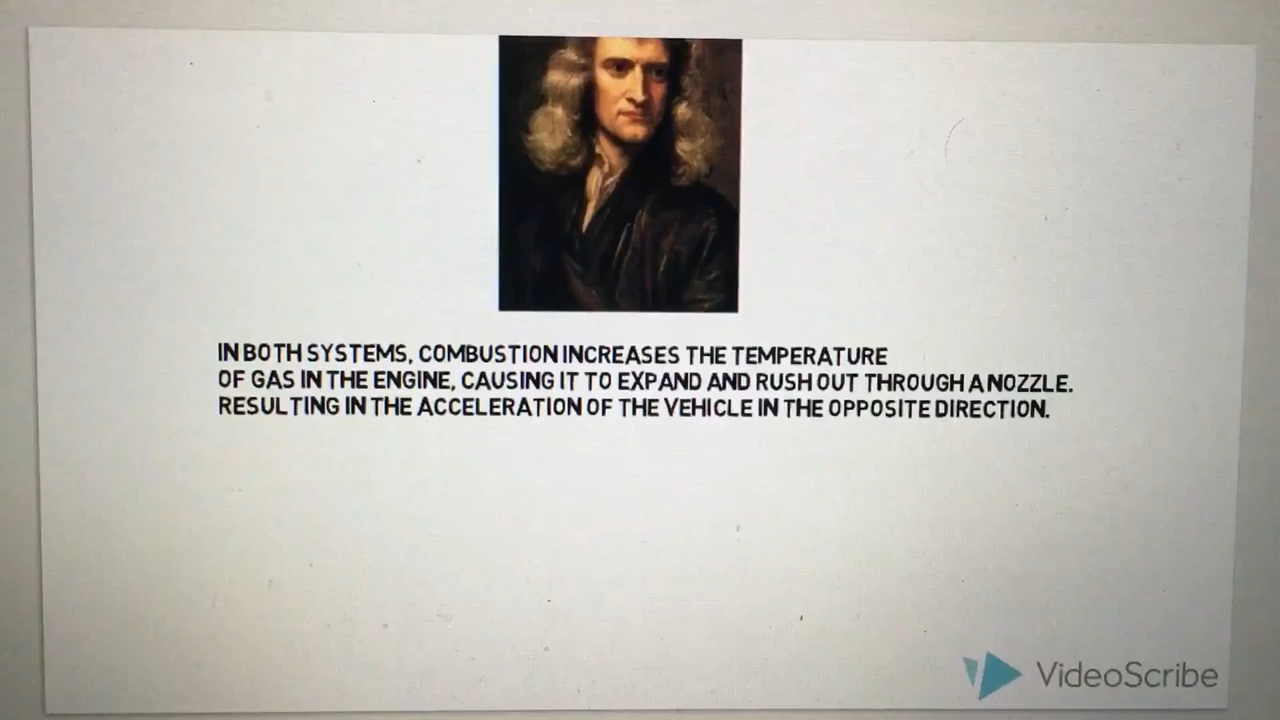 IN BOTH SYSTEMS, COMBUSTION INCREASES THE TEMPERATURE
OF GAS IN THE ENGINE, CAUSING IT TO EXPAND AND RUSH OUT THROUGH A NOZZLE.
RESULTING IN THE ACCELERATION OF THE VEHICLE IN THE OPPOSITE DIRECTION.
VideoScribe